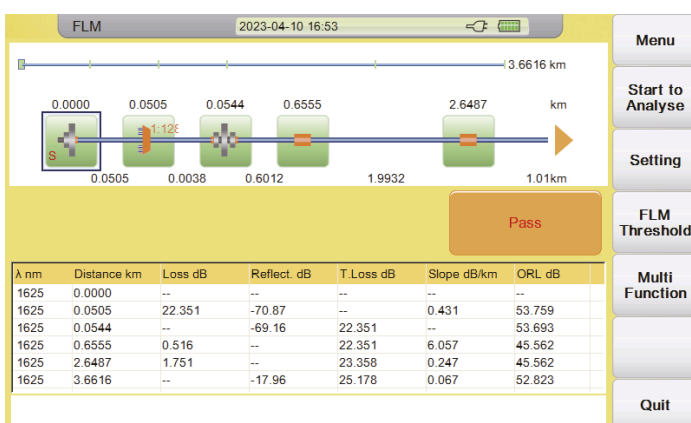 FLM 2023-04-10 16:53
3.6616 km
0.0000 0.0505 0.0544 0.6555 2.6487 km
1:128
S
0.0505 0.0038 0.6012 1.9932 1.01km
Pass
λ nm Distance km Loss dB Reflect. dB T.Loss dB Slope dB/km ORL dB
1625 0.0000 -- -- -- -- --
1625 0.0505 22.351 -70.87 -- 0.431 53.759
1625 0.0544 -- -69.16 22.351 -- 53.693
1625 0.6555 0.516 -- 22.351 6.057 45.562
1625 2.6487 1.751 -- 23.358 0.247 45.562
1625 3.6616 -- -17.96 25.178 0.067 52.823
Menu
Start to
Analyse
Setting
FLM
Threshold
Multi
Function
Quit